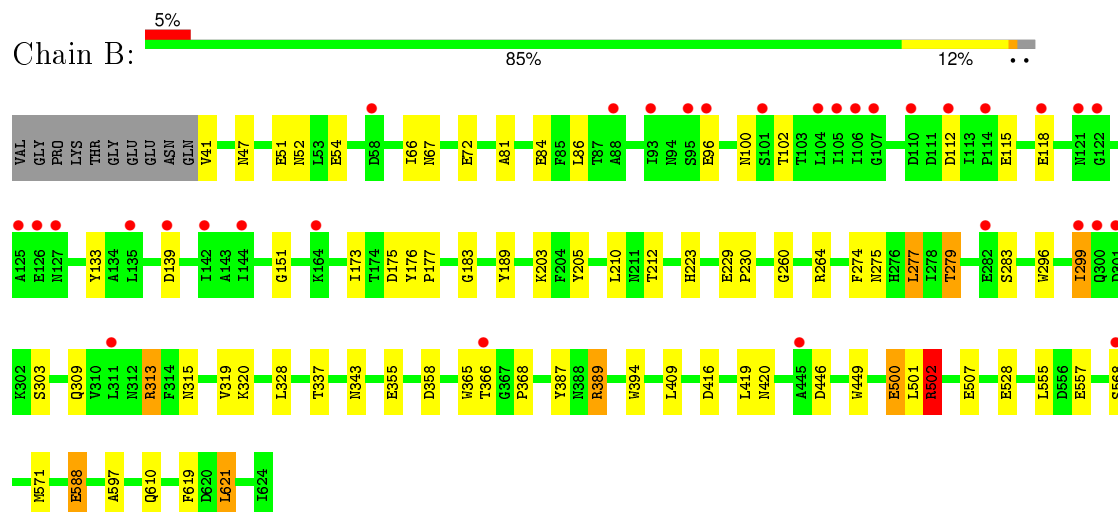 5%
Chain B:
85% 12%
VAL GLY PRO LYS THR GLY GLU GLU ASN GLN V41 N47 E51 N52 L53 E54 D58 I66 N67 E72 A81 E84 F85 L86 T87 A88 I93 N94 S95 E96 N100 S101 T102 T103 L104 I105 I106 G107 D110 D111 D112 I113 P114 E115 E118 N121 G122
A125 E126 N127 Y133 A134 L135 D139 I142 A143 I144 G151 K164 I173 T174 D175 Y176 P177 G183 Y189 K203 F204 Y205 L210 N211 T212 H223 E229 P230 G260 R264 F274 N275 H276 L277 I278 T279 E282 S283 W296 I299 Q300
K302 S303 Q309 V310 L311 N312 R313 F314 N315 V319 K320 L328 T337 N343 E355 D358 W365 T366 G367 P368 Y387 N388 R389 W394 L409 D416 L419 N420 A445 D446 W449 E500 L501 R502 E507 E528 L555 D556 E557 S568
M571 E588 A597 Q610 F619 D620 L621 I624